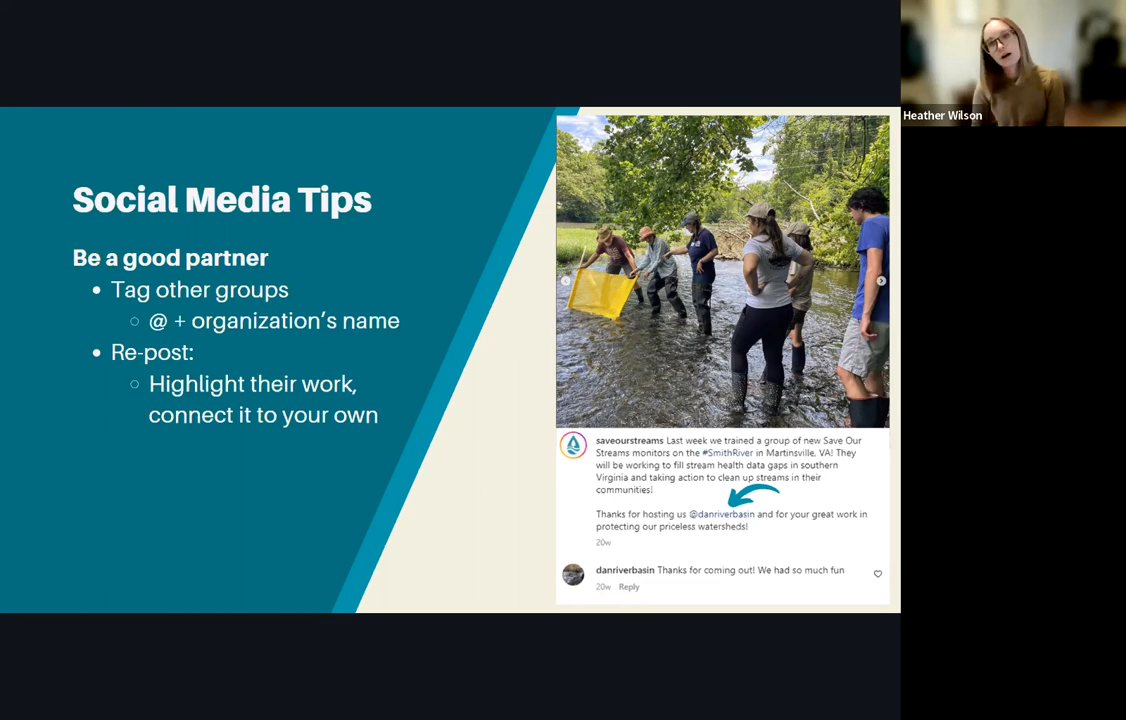 Heather Wilson
Social Media Tips
Be a good partner
Tag other groups
@ + organization's name
Re-post:
Highlight their work,
connect it to your own
saveourstreams Last week we trained a group of new Save Our
Streams monitors on the #SmithRiver in Martinsville, VA! They
will be working to fill stream health data gaps in southern
Virginia and taking action to clean up streams in their
communities!
Thanks for hosting us @danriverbasin and for your great work in
protecting our priceless watersheds!
20w
danriverbasin Thanks for coming out! We had so much fun
20w Reply